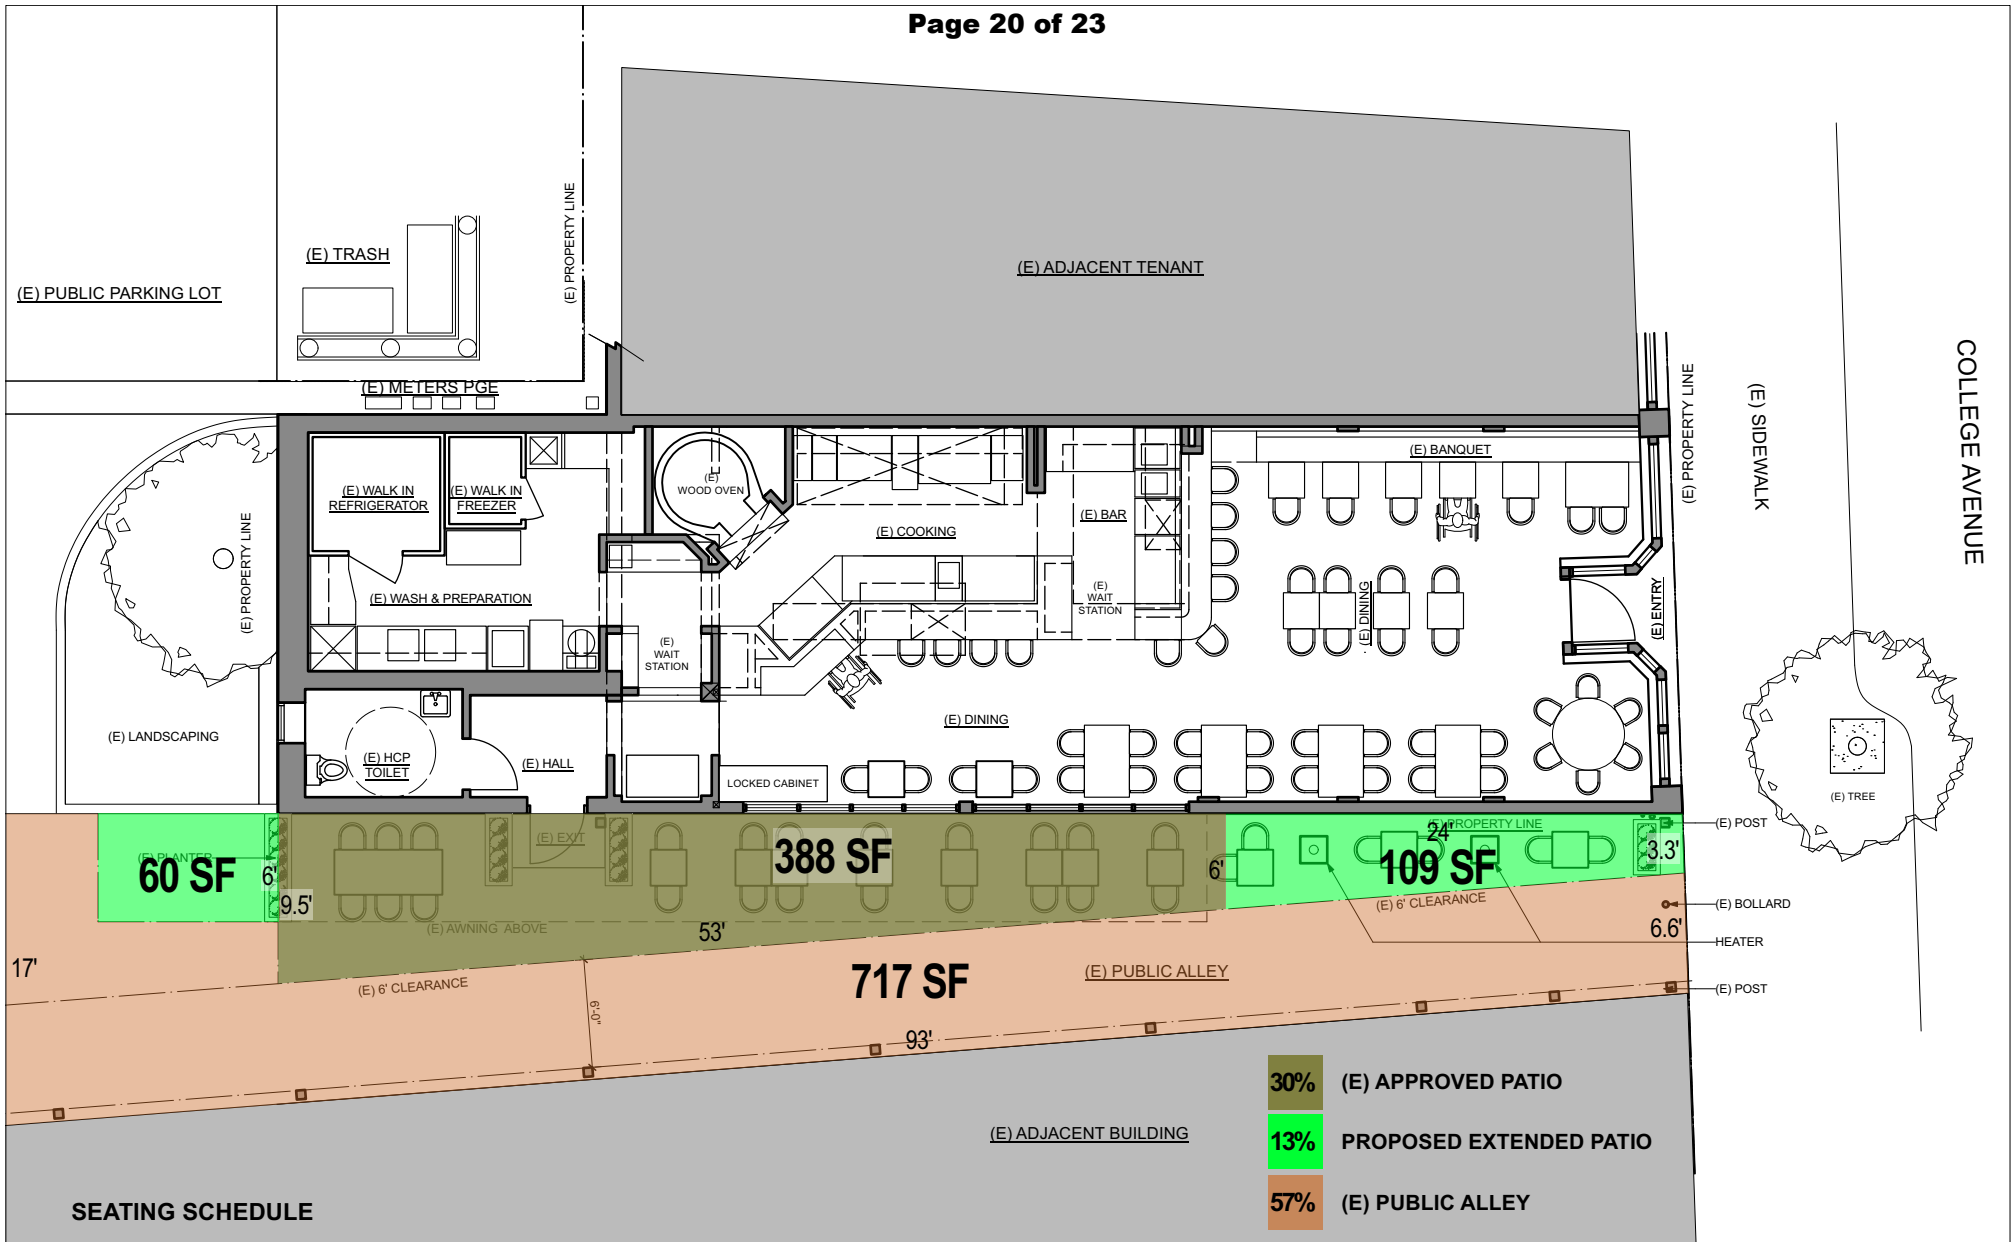 Page 20 of 23
(E) TRASH
(E) PROPERTY LINE
(E) PUBLIC PARKING LOT
(E) ADJACENT TENANT
(E) METERS PGE
(E) PROPERTY LINE
(E) SIDEWALK
COLLEGE AVENUE
(E) BANQUET
(E) WALK IN
REFRIGERATOR
(E) WALK IN
FREEZER
(E)
WOOD OVEN
(E) COOKING
(E) BAR
(E) PROPERTY LINE
(E) WASH & PREPARATION
(E)
WAIT
STATION
(E)
WAIT
STATION
(E) DINING
(E) ENTRY
(E) LANDSCAPING
(E) HCP
TOILET
(E) HALL
(E) DINING
LOCKED CABINET
(E) TREE
(E) PLANTER
60 SF
6'
9.5'
(E) EXIT
388 SF
6'
(E) PROPERTY LINE
24'
109 SF
3.3'
(E) POST
(E) AWNING ABOVE
53'
(E) 6' CLEARANCE
(E) BOLLARD
6.6'
HEATER
17'
(E) 6' CLEARANCE
6'-0"
717 SF
(E) PUBLIC ALLEY
(E) POST
93'
30% (E) APPROVED PATIO
(E) ADJACENT BUILDING
13% PROPOSED EXTENDED PATIO
57% (E) PUBLIC ALLEY
SEATING SCHEDULE